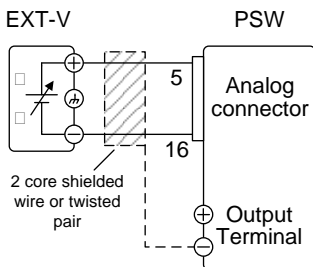 EXT-V
PSW
5
Analog
connector
16
2 core shielded
wire or twisted
pair
Output
Terminal